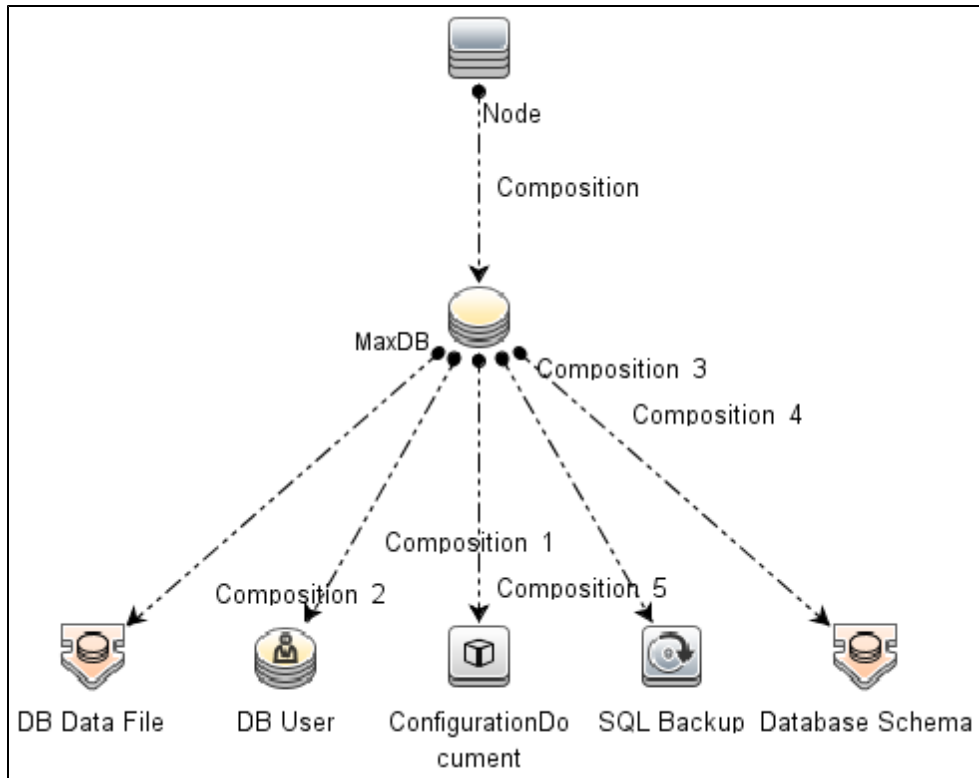 Node
Composition
MaxDB
Composition 3
Composition 4
Composition 1
Composition 5
Composition 2
DB Data File
DB User
ConfigurationDo
cument
SQL Backup
Database Schema